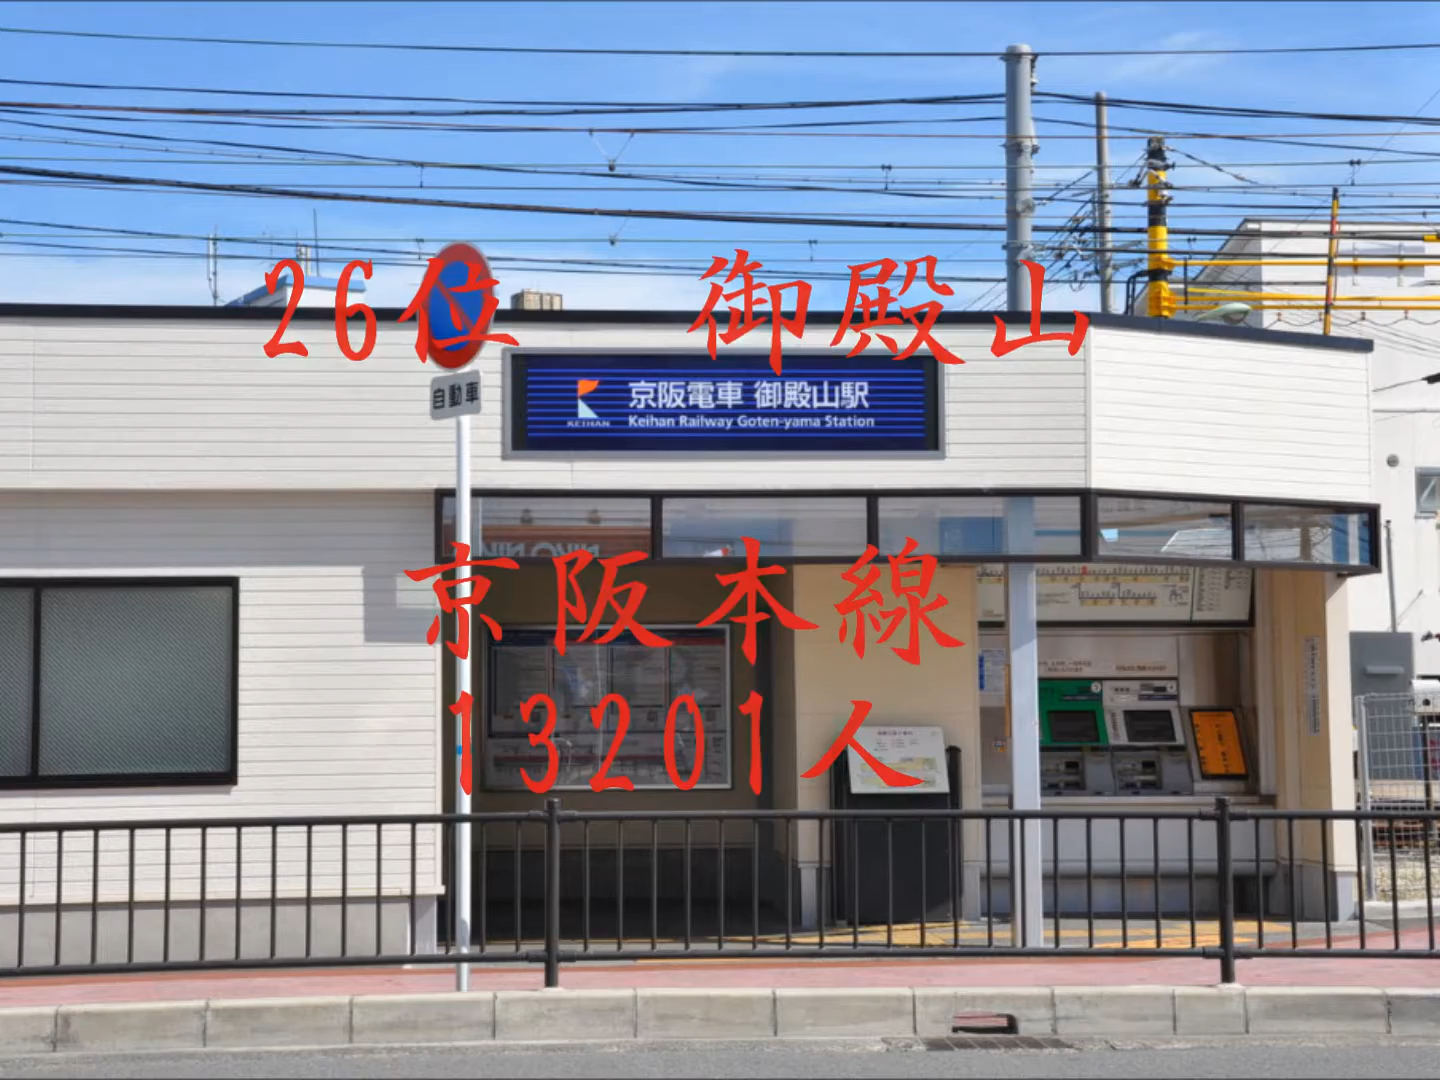 26位 御殿山
自動車
京阪電車 御殿山駅
KEIHAN
Keihan Railway Goten-yama Station
京阪本線
13201人